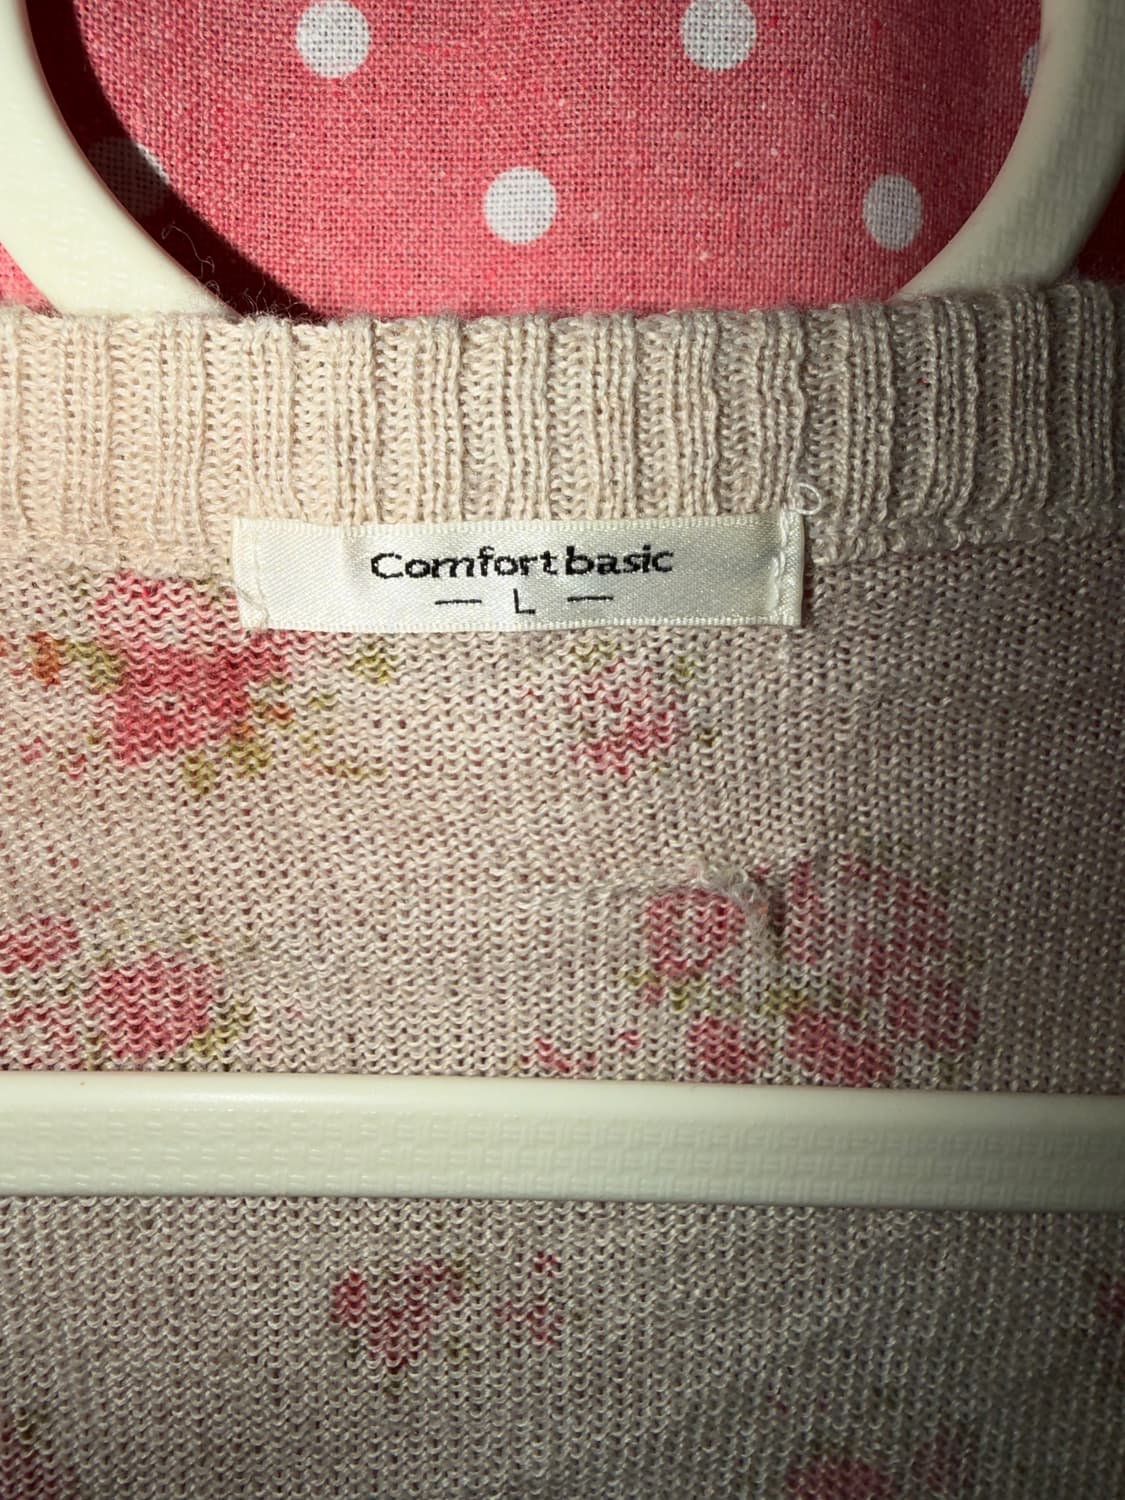 Comfort basic
— L —